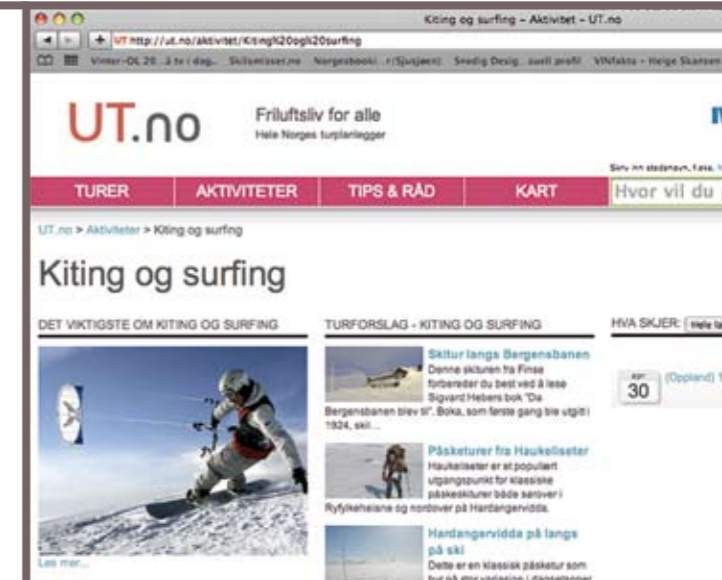 Kiting og surfing – Aktivitet – UT.no
http://ut.no/aktivitet/Kiting%20og%20surfing
UT.no
Friluftsliv for alle
Hele Norges turplanlegger
TURER AKTIVITETER TIPS & RÅD KART
Hvor vil du
UT.no > Aktiviteter > Kiting og surfing
Kiting og surfing
DET VIKTIGSTE OM KITING OG SURFING
Les mer...
TURFORSLAG - KITING OG SURFING
Skitur langs Bergensbanen
Denne skituren fra Finse
forbereder du best ved å lese
Sigvard Hebers bok "Da
Bergensbanen blev til". Boka, som første gang ble utgitt i
1924, skil...
Påsketurer fra Haukeliseter
Haukeliseter er et populært
utgangspunkt for klassiske
påskeskiturer både sørover i
Ryfylkeheiane og nordover på Hardangervidda.
Hardangervidda på langs
på ski
Dette er en klassisk påsketur som
HVA SKJER:
apr
30
(Oppland)